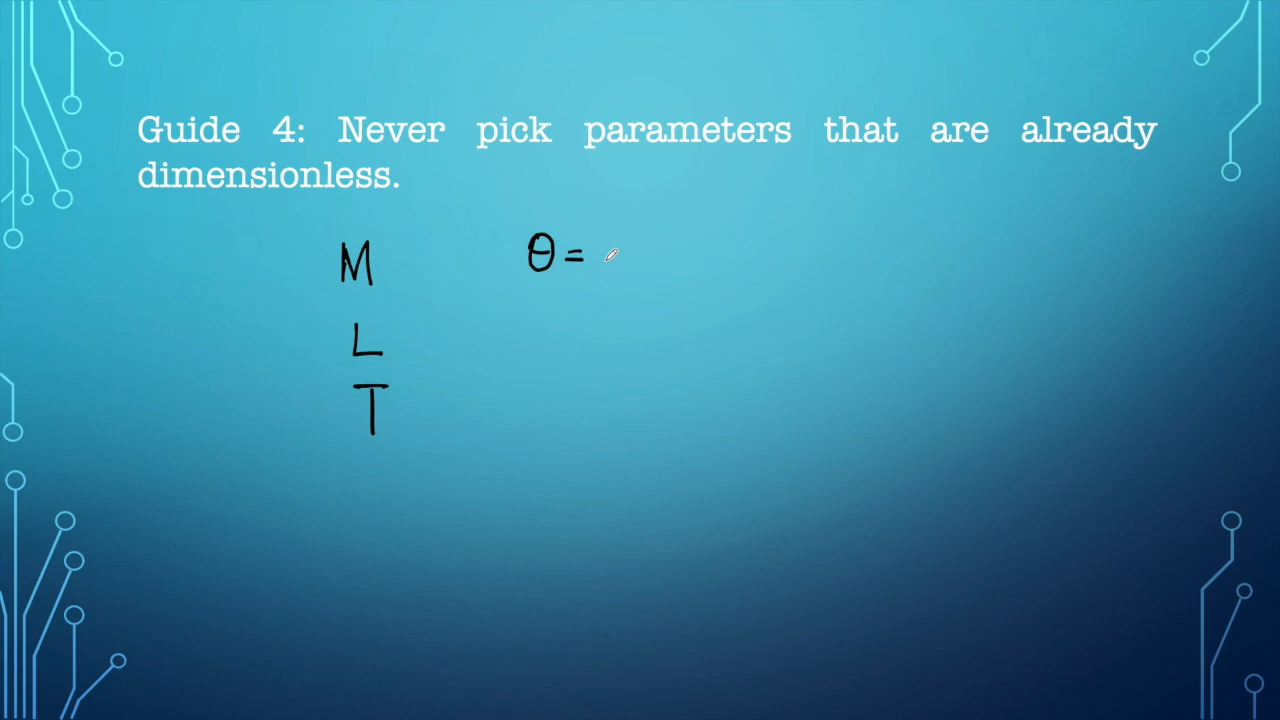 Guide 4: Never pick parameters that are already
dimensionless.
M θ =
L
T